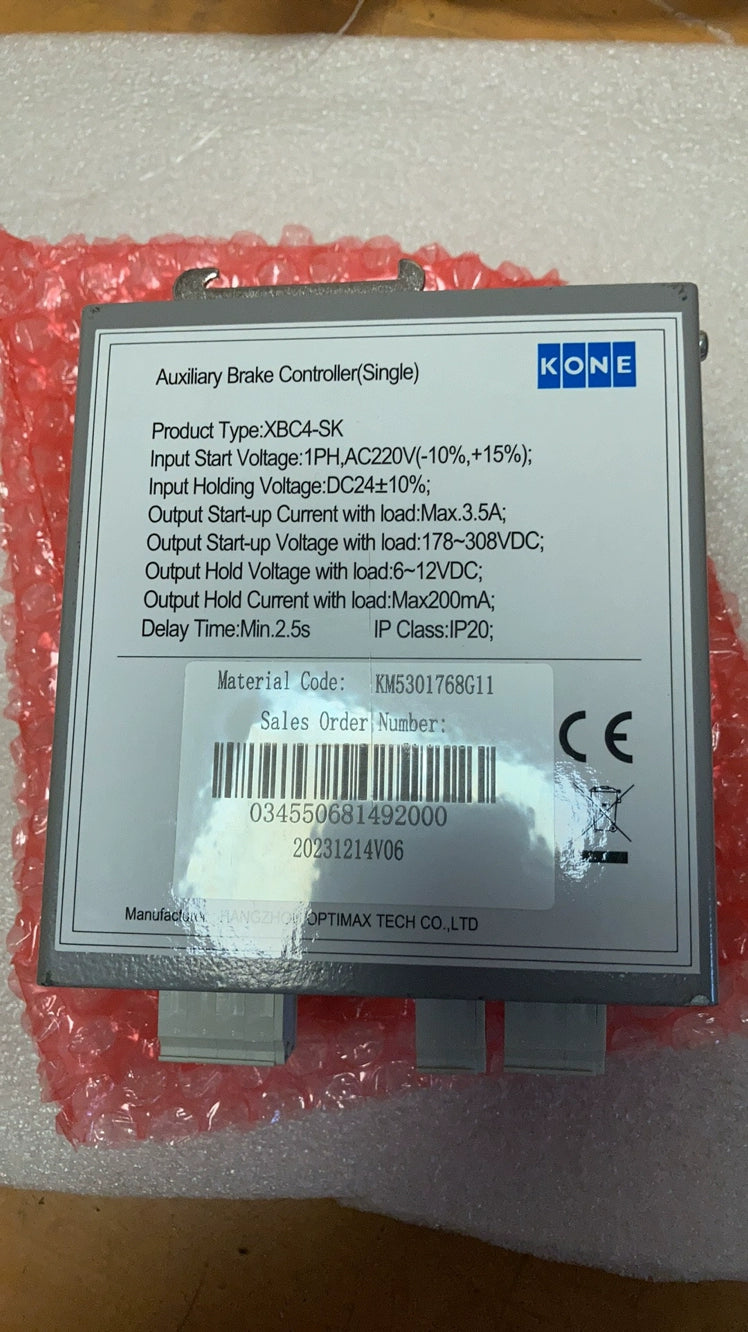 KONE
Auxiliary Brake Controller(Single)
Product Type:XBC4-SK
Input Start Voltage:1PH,AC220V(-10%,+15%);
Input Holding Voltage:DC24±10%;
Output Start-up Current with load:Max.3.5A;
Output Start-up Voltage with load:178~308VDC;
Output Hold Voltage with load:6~12VDC;
Output Hold Current with load:Max200mA;
Delay Time:Min.2.5s IP Class:IP20;
Material Code: KM5301768G11
Sales Order Number:
CE
034550681492000
20231214V06
Manufacturer: HANGZHOU OPTIMAX TECH CO.,LTD